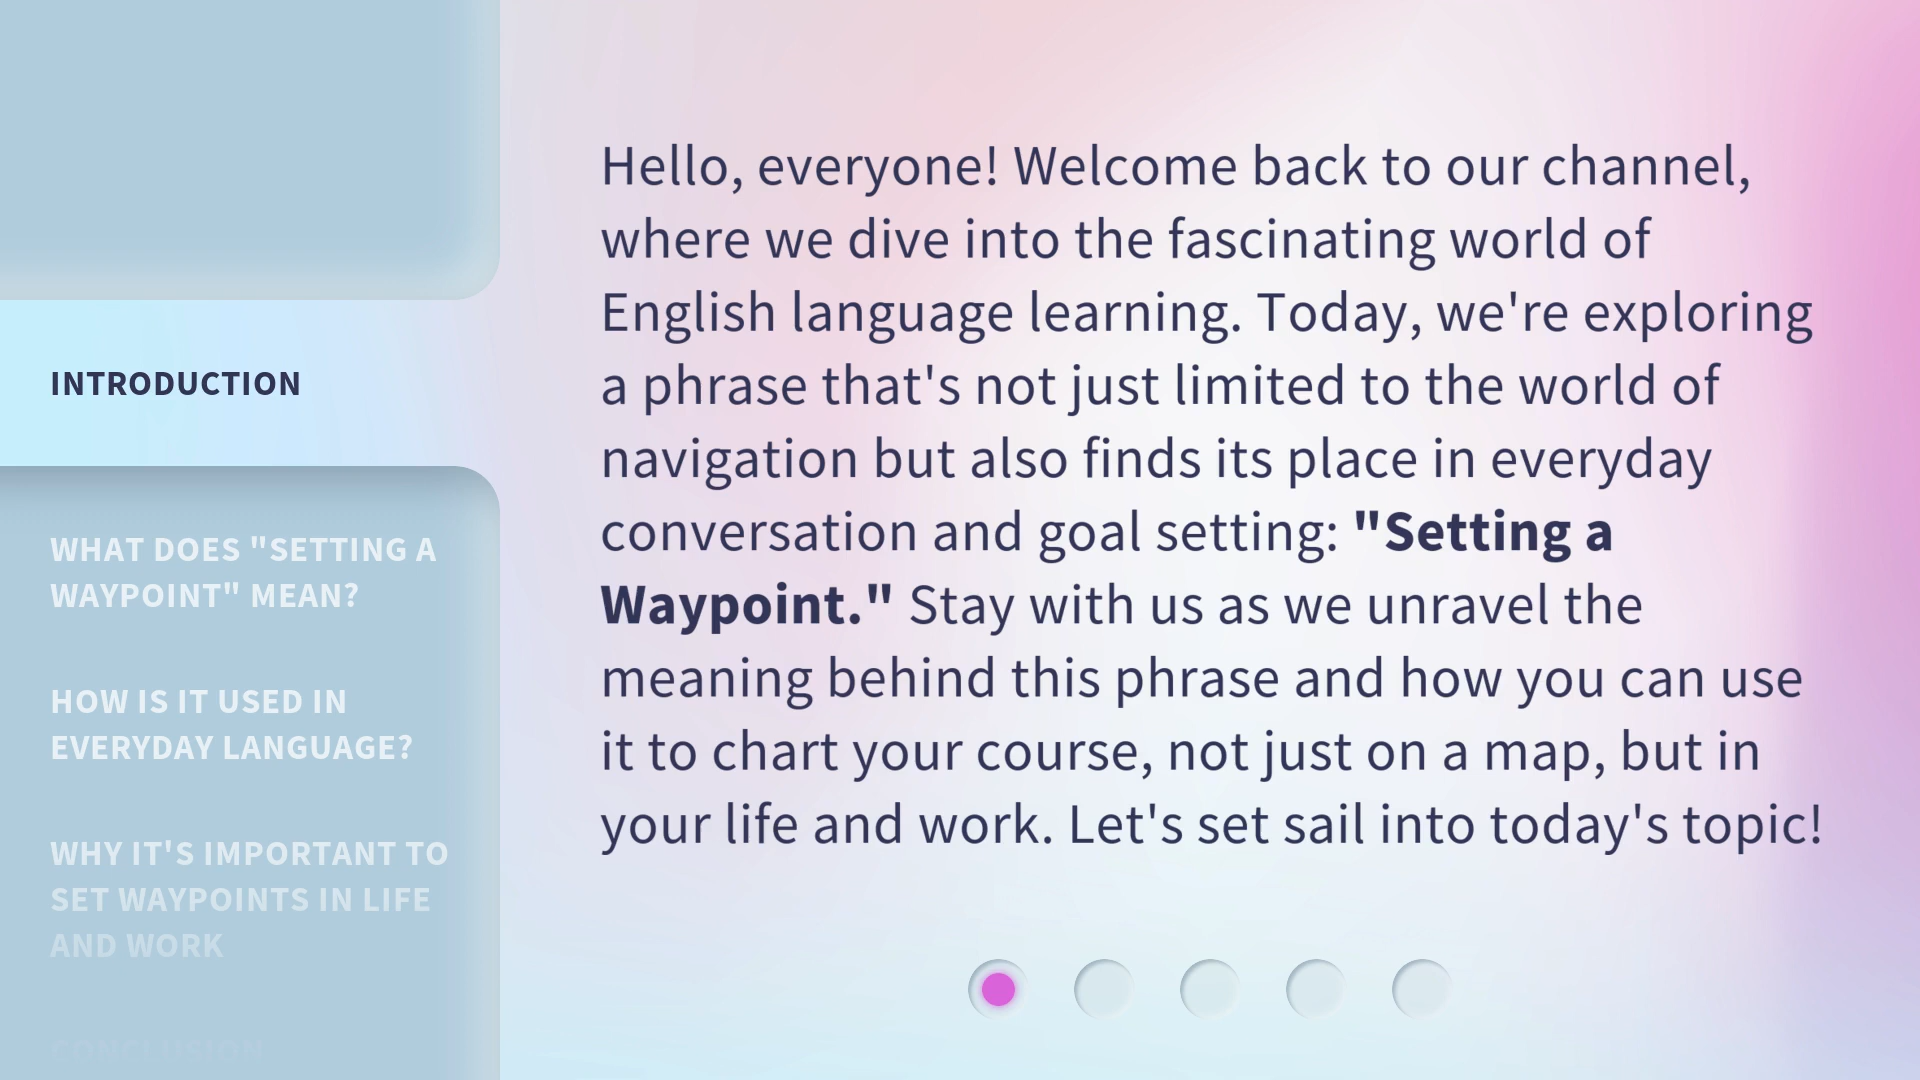 INTRODUCTION
WHAT DOES "SETTING A
WAYPOINT" MEAN?
HOW IS IT USED IN
EVERYDAY LANGUAGE?
WHY IT'S IMPORTANT TO
SET WAYPOINTS IN LIFE
AND WORK
CONCLUSION
Hello, everyone! Welcome back to our channel,
where we dive into the fascinating world of
English language learning. Today, we're exploring
a phrase that's not just limited to the world of
navigation but also finds its place in everyday
conversation and goal setting: "Setting a
Waypoint." Stay with us as we unravel the
meaning behind this phrase and how you can use
it to chart your course, not just on a map, but in
your life and work. Let's set sail into today's topic!